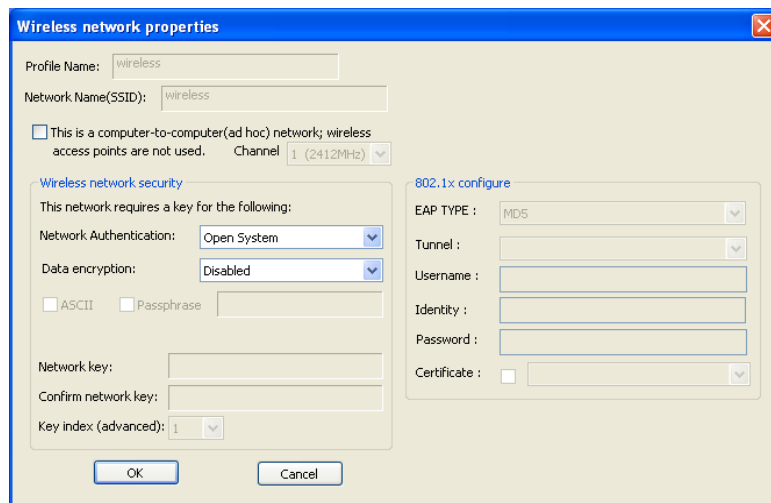 Wireless network properties
Profile Name: wireless
Network Name(SSID): wireless
This is a computer-to-computer(ad hoc) network; wireless
access points are not used. Channel 1 (2412MHz)
Wireless network security
This network requires a key for the following:
Network Authentication: Open System
Data encryption: Disabled
ASCII Passphrase
Network key:
Confirm network key:
Key index (advanced): 1
802.1x configure
EAP TYPE : MD5
Tunnel :
Username :
Identity :
Password :
Certificate :
OK Cancel